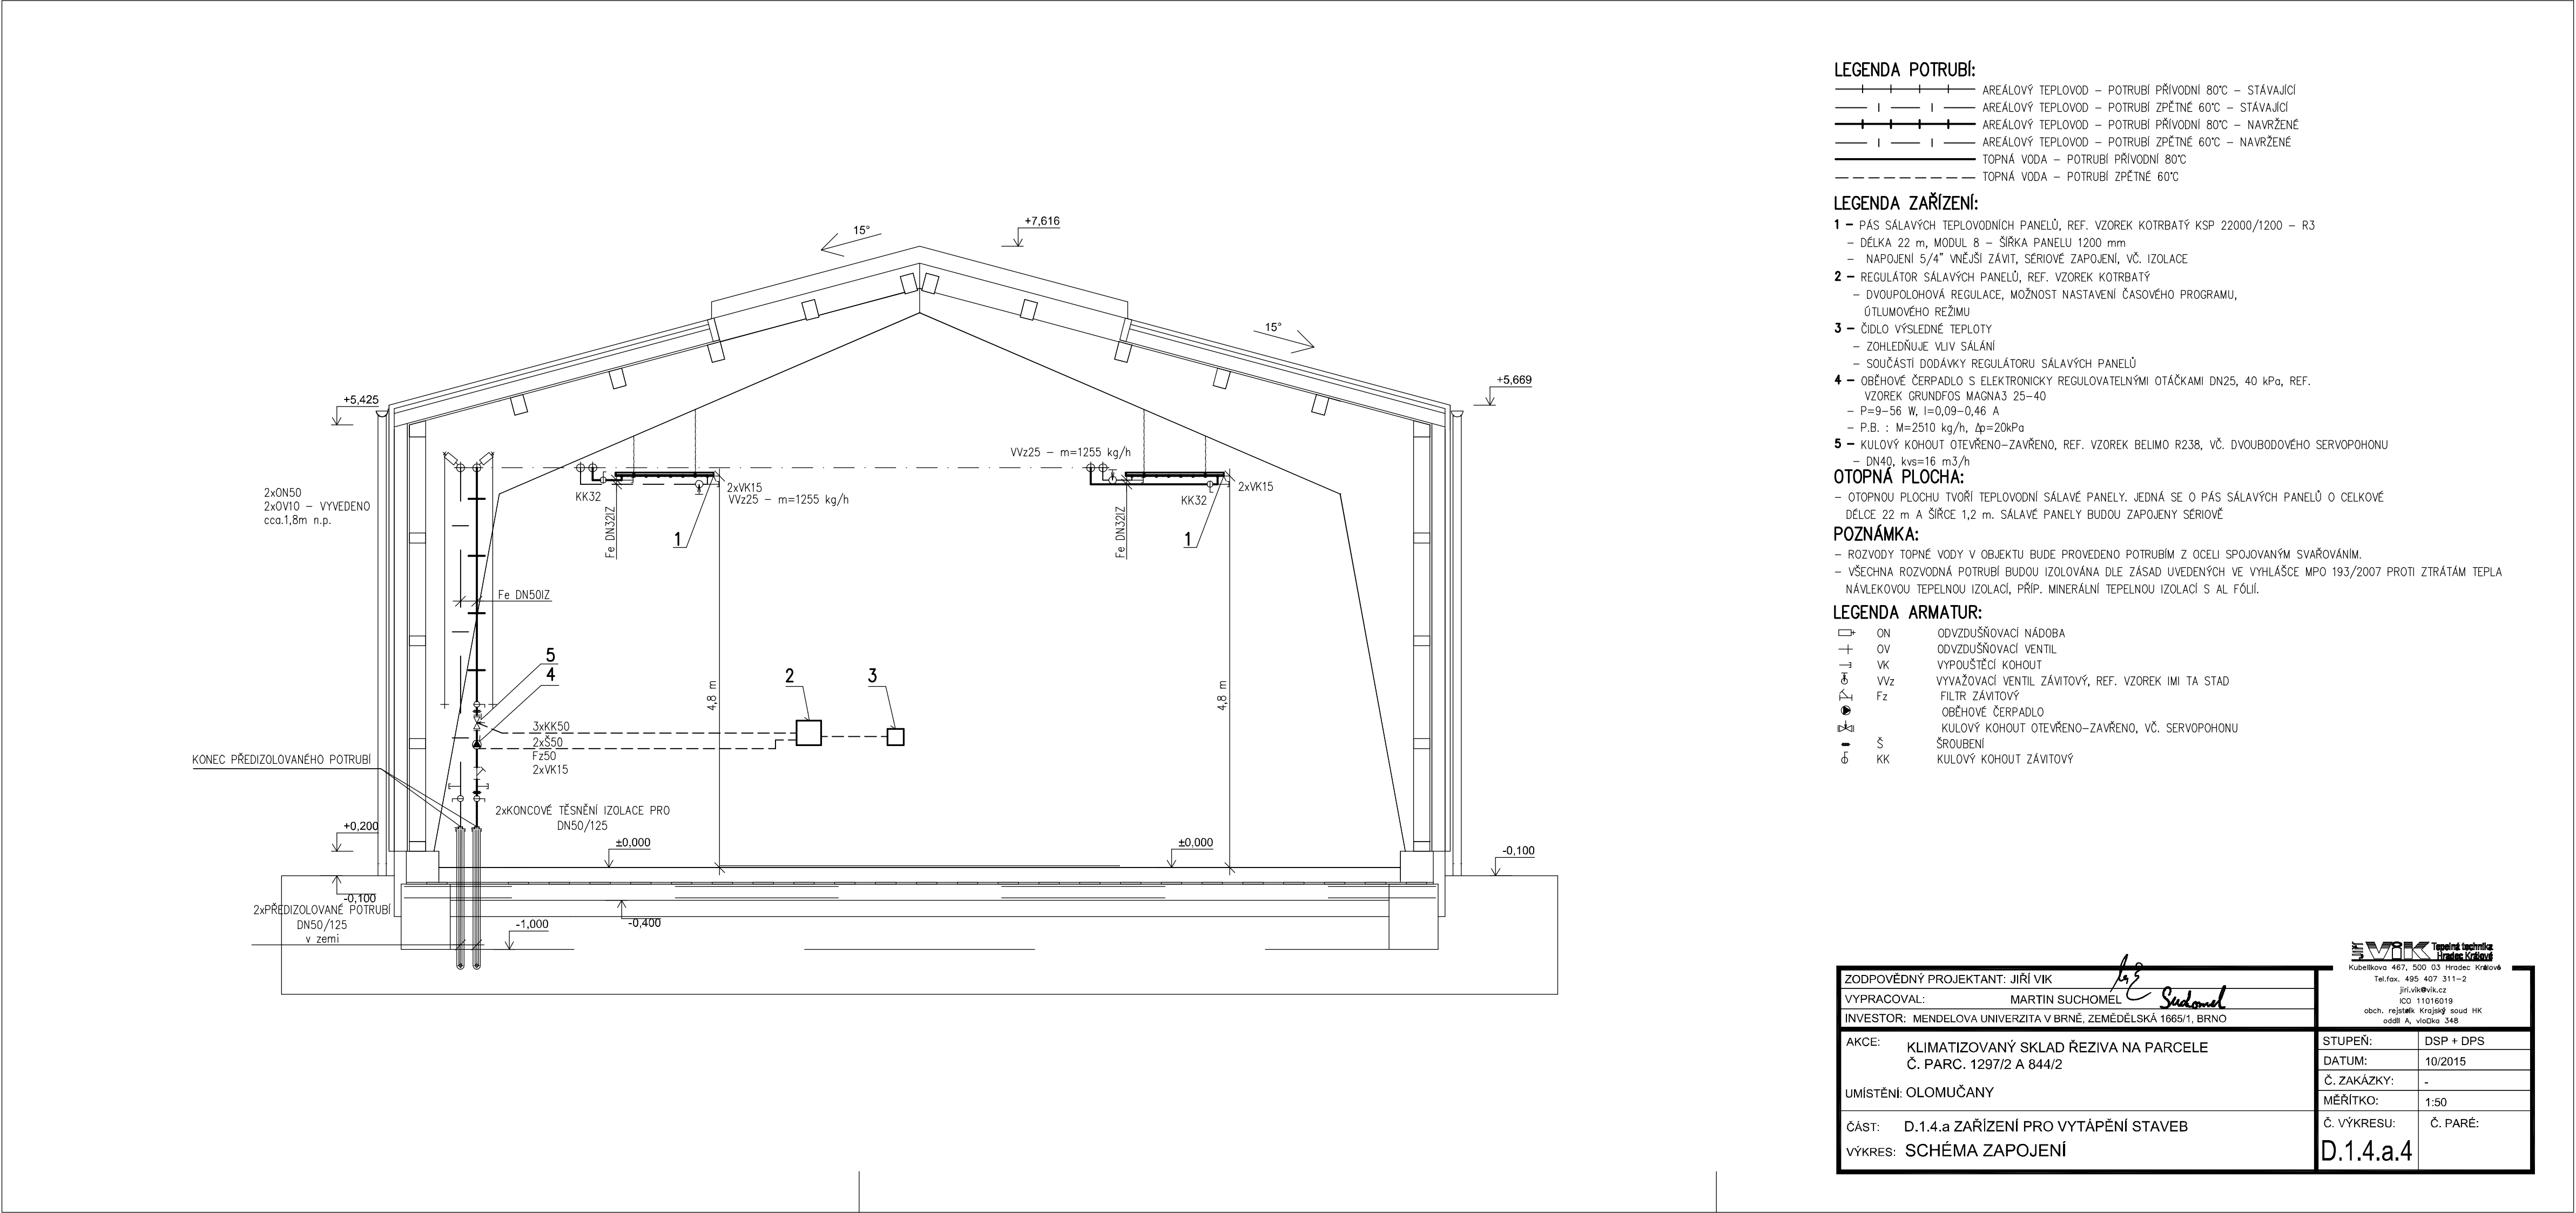 +7,616
15°
15°
+5,669
+5,425
VVz25 – m=1255 kg/h
2xON50
2xOV10 – VYVEDENO
cca.1,8m n.p.
KK32
2xVK15
VVz25 – m=1255 kg/h
KK32
2xVK15
Fe DN32IZ
1
Fe DN32IZ
1
Fe DN50IZ
5
4
2
3
4,8 m
4,8 m
3xKK50
2xŠ50
Fz50
2xVK15
KONEC PŘEDIZOLOVANÉHO POTRUBÍ
2xKONCOVÉ TĚSNĚNÍ IZOLACE PRO
DN50/125
+0,200
±0,000
±0,000
-0,100
-0,100
2xPŘEDIZOLOVANÉ POTRUBÍ
DN50/125
v zemi
-1,000
-0,400
LEGENDA POTRUBÍ:
AREÁLOVÝ TEPLOVOD – POTRUBÍ PŘÍVODNÍ 80°C – STÁVAJÍCÍ
AREÁLOVÝ TEPLOVOD – POTRUBÍ ZPĚTNÉ 60°C – STÁVAJÍCÍ
AREÁLOVÝ TEPLOVOD – POTRUBÍ PŘÍVODNÍ 80°C – NAVRŽENÉ
AREÁLOVÝ TEPLOVOD – POTRUBÍ ZPĚTNÉ 60°C – NAVRŽENÉ
TOPNÁ VODA – POTRUBÍ PŘÍVODNÍ 80°C
TOPNÁ VODA – POTRUBÍ ZPĚTNÉ 60°C
LEGENDA ZAŘÍZENÍ:
1 – PÁS SÁLAVÝCH TEPLOVODNÍCH PANELŮ, REF. VZOREK KOTRBATÝ KSP 22000/1200 – R3
– DÉLKA 22 m, MODUL 8 – ŠÍŘKA PANELU 1200 mm
– NAPOJENÍ 5/4" VNĚJŠÍ ZÁVIT, SÉRIOVÉ ZAPOJENÍ, VČ. IZOLACE
2 – REGULÁTOR SÁLAVÝCH PANELŮ, REF. VZOREK KOTRBATÝ
– DVOUPOLOHOVÁ REGULACE, MOŽNOST NASTAVENÍ ČASOVÉHO PROGRAMU,
ÚTLUMOVÉHO REŽIMU
3 – ČIDLO VÝSLEDNÉ TEPLOTY
– ZOHLEDŇUJE VLIV SÁLÁNÍ
– SOUČÁSTÍ DODÁVKY REGULÁTORU SÁLAVÝCH PANELŮ
4 – OBĚHOVÉ ČERPADLO S ELEKTRONICKY REGULOVATELNÝMI OTÁČKAMI DN25, 40 kPa, REF.
VZOREK GRUNDFOS MAGNA3 25-40
– P=9-56 W, I=0,09-0,46 A
– P.B. : M=2510 kg/h, Δp=20kPa
5 – KULOVÝ KOHOUT OTEVŘENO-ZAVŘENO, REF. VZOREK BELIMO R238, VČ. DVOUBODOVÉHO SERVOPOHONU
– DN40, kvs=16 m3/h
OTOPNÁ PLOCHA:
– OTOPNOU PLOCHU TVOŘÍ TEPLOVODNÍ SÁLAVÉ PANELY. JEDNÁ SE O PÁS SÁLAVÝCH PANELŮ O CELKOVÉ
DÉLCE 22 m A ŠÍŘCE 1,2 m. SÁLAVÉ PANELY BUDOU ZAPOJENY SÉRIOVĚ
POZNÁMKA:
– ROZVODY TOPNÉ VODY V OBJEKTU BUDE PROVEDENO POTRUBÍM Z OCELI SPOJOVANÝM SVAŘOVÁNÍM.
– VŠECHNA ROZVODNÁ POTRUBÍ BUDOU IZOLOVÁNA DLE ZÁSAD UVEDENÝCH VE VYHLÁŠCE MPO 193/2007 PROTI ZTRÁTÁM TEPLA
NÁVLEKOVOU TEPELNOU IZOLACÍ, PŘÍP. MINERÁLNÍ TEPELNOU IZOLACÍ S AL FÓLIÍ.
LEGENDA ARMATUR:
ON ODVZDUŠŇOVACÍ NÁDOBA
OV ODVZDUŠŇOVACÍ VENTIL
VK VYPOUŠTĚCÍ KOHOUT
VVz VYVAŽOVACÍ VENTIL ZÁVITOVÝ, REF. VZOREK IMI TA STAD
Fz FILTR ZÁVITOVÝ
OBĚHOVÉ ČERPADLO
KULOVÝ KOHOUT OTEVŘENO-ZAVŘENO, VČ. SERVOPOHONU
Š ŠROUBENÍ
KK KULOVÝ KOHOUT ZÁVITOVÝ
JIŘÍ VIK Tepelná technika
Hradec Králové
Kubelíkova 467, 500 03 Hradec Králové
Tel.fax. 495 407 311-2
jiri.vik@vik.cz
ICO 11016019
obch. rejstřík Krajský soud HK
oddíl A, vložka 348
ZODPOVĚDNÝ PROJEKTANT: JIŘÍ VIK
VYPRACOVAL: MARTIN SUCHOMEL Suchomel
INVESTOR: MENDELOVA UNIVERZITA V BRNĚ, ZEMĚDĚLSKÁ 1665/1, BRNO
AKCE: KLIMATIZOVANÝ SKLAD ŘEZIVA NA PARCELE
Č. PARC. 1297/2 A 844/2
UMÍSTĚNÍ: OLOMUČANY
ČÁST: D.1.4.a ZAŘÍZENÍ PRO VYTÁPĚNÍ STAVEB
VÝKRES: SCHÉMA ZAPOJENÍ
STUPEŇ: DSP + DPS
DATUM: 10/2015
Č. ZAKÁZKY: -
MĚŘÍTKO: 1:50
Č. VÝKRESU: Č. PARÉ:
D.1.4.a.4